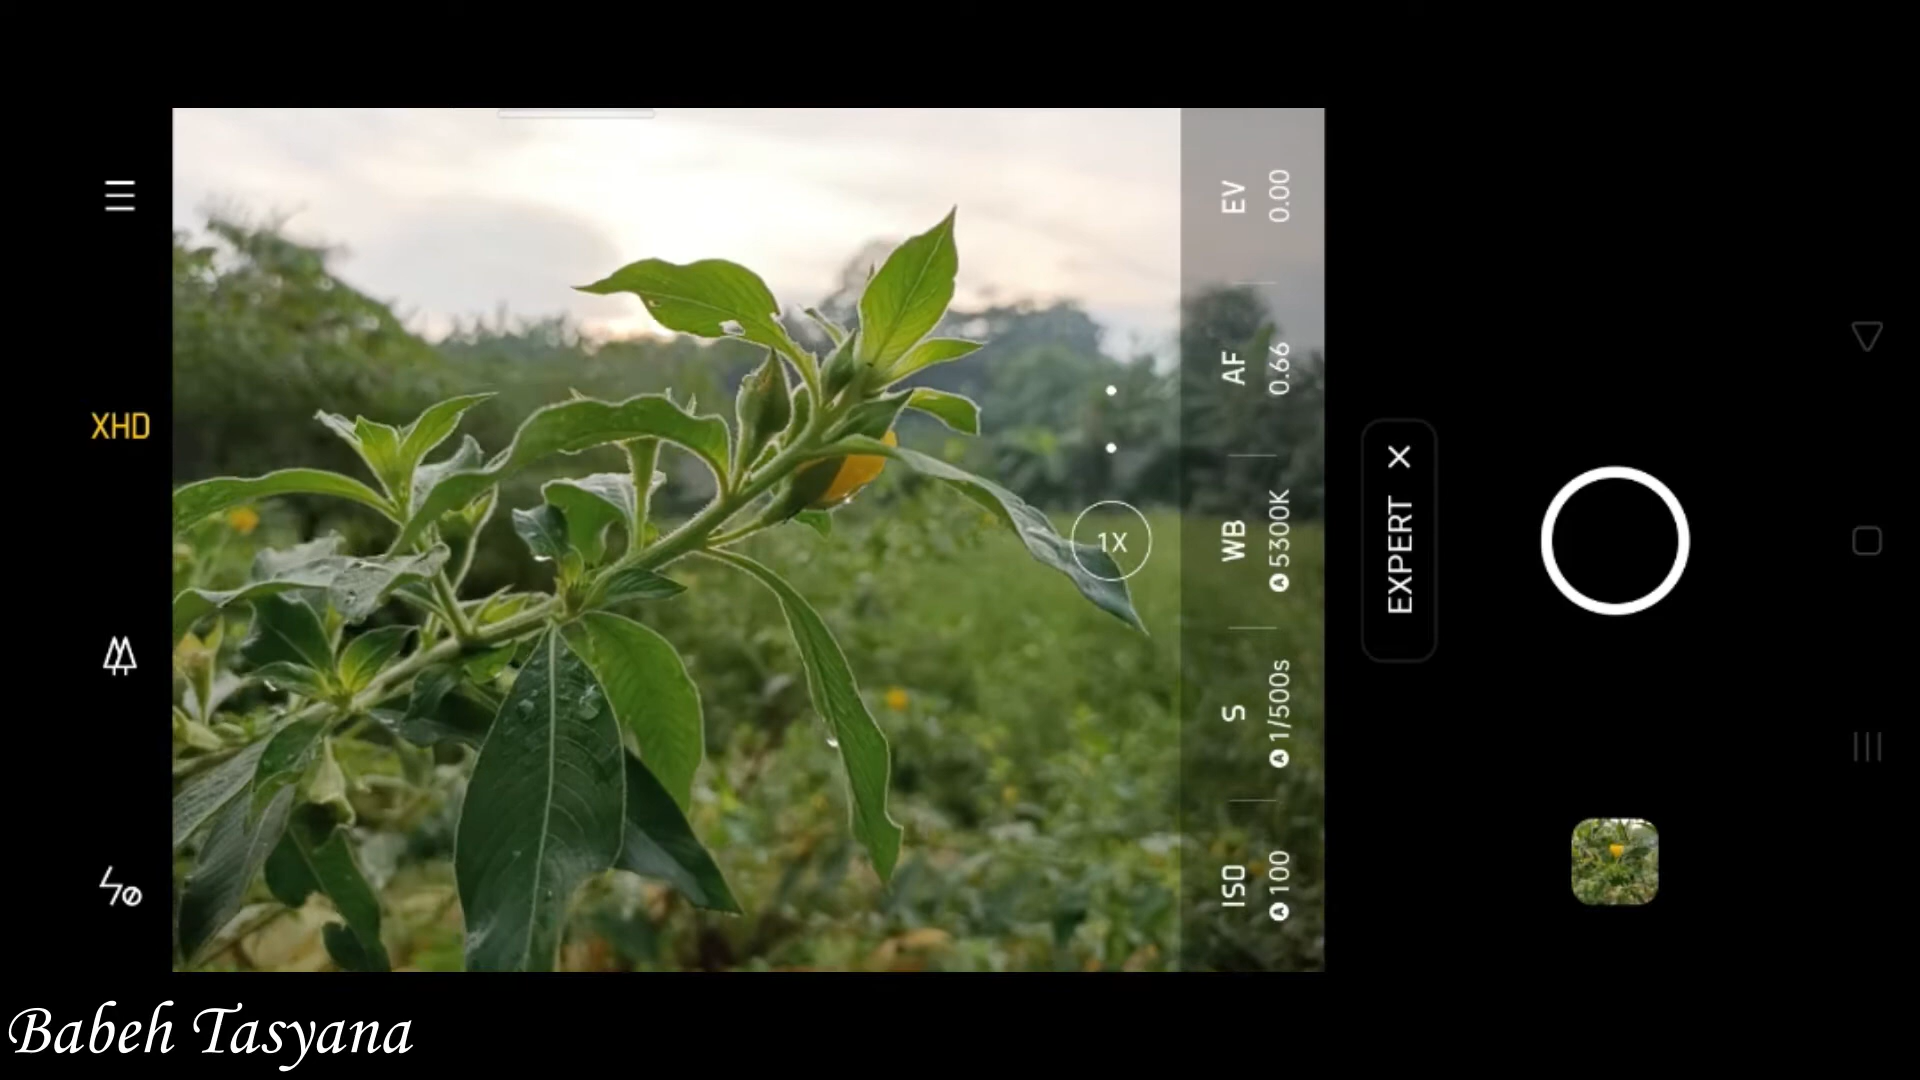 XHD
1X
EV
0.00
AF
0.66
WB
A 5300K
S
A 1/500s
ISO
A 100
EXPERT ×
Babeh Tasyana